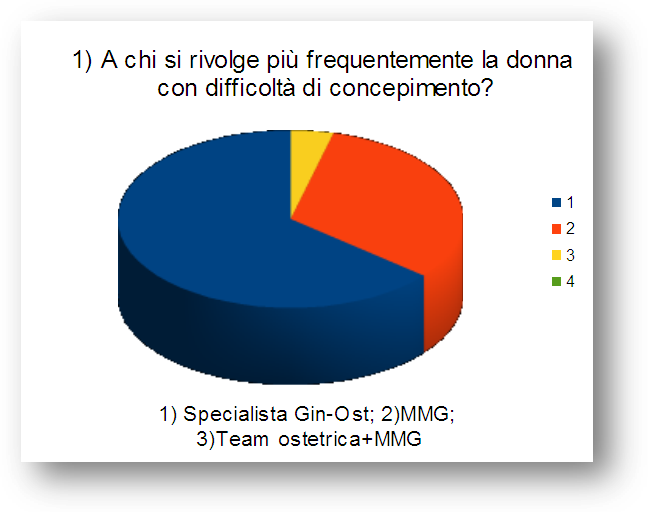 1) A chi si rivolge più frequentemente la donna
con difficoltà di concepimento?
1
2
3
4
1) Specialista Gin-Ost; 2)MMG;
3)Team ostetrica+MMG